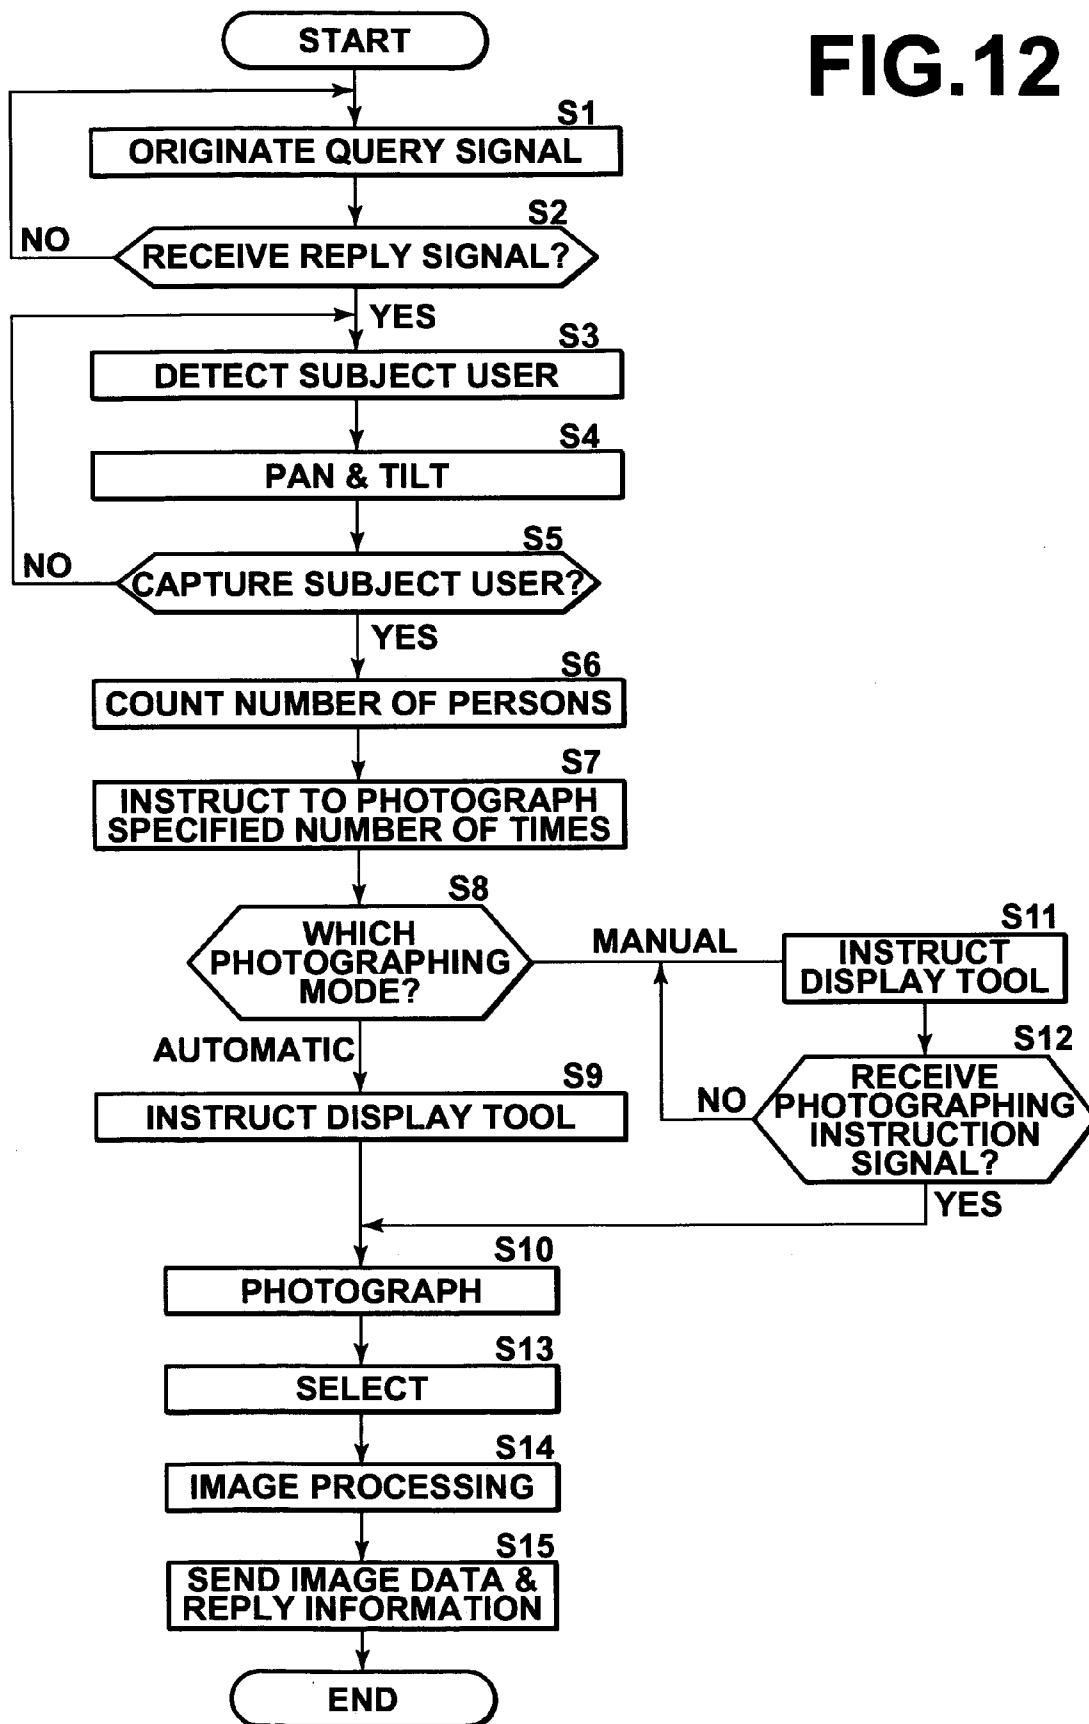 FIG.12
START
S1
ORIGINATE QUERY SIGNAL
S2
NO
RECEIVE REPLY SIGNAL?
YES
S3
DETECT SUBJECT USER
S4
PAN & TILT
S5
NO
CAPTURE SUBJECT USER?
YES
S6
COUNT NUMBER OF PERSONS
S7
INSTRUCT TO PHOTOGRAPH
SPECIFIED NUMBER OF TIMES
S8
WHICH
PHOTOGRAPHING
MODE?
MANUAL
S11
INSTRUCT
DISPLAY TOOL
AUTOMATIC
S12
RECEIVE
PHOTOGRAPHING
INSTRUCTION
SIGNAL?
NO
YES
S9
INSTRUCT DISPLAY TOOL
S10
PHOTOGRAPH
S13
SELECT
S14
IMAGE PROCESSING
S15
SEND IMAGE DATA &
REPLY INFORMATION
END